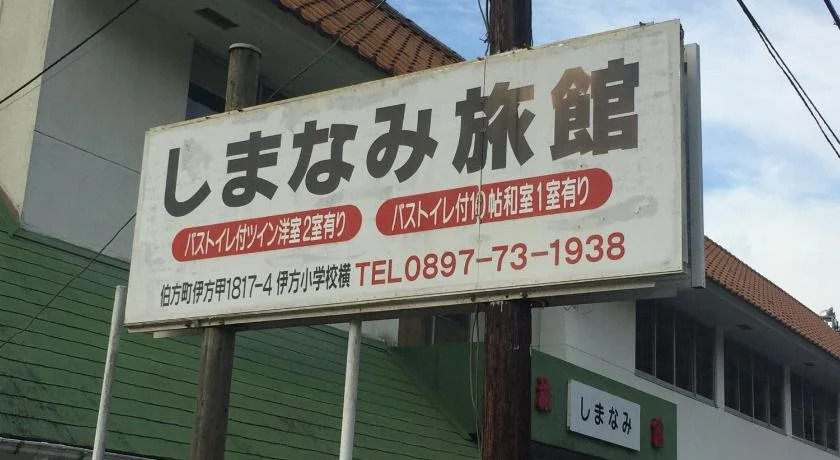 しまなみ旅館
バストイレ付ツイン洋室2室有り
バストイレ付10帖和室1室有り
伯方町伊方甲1817-4 伊方小学校横 TEL0897-73-1938
しまなみ